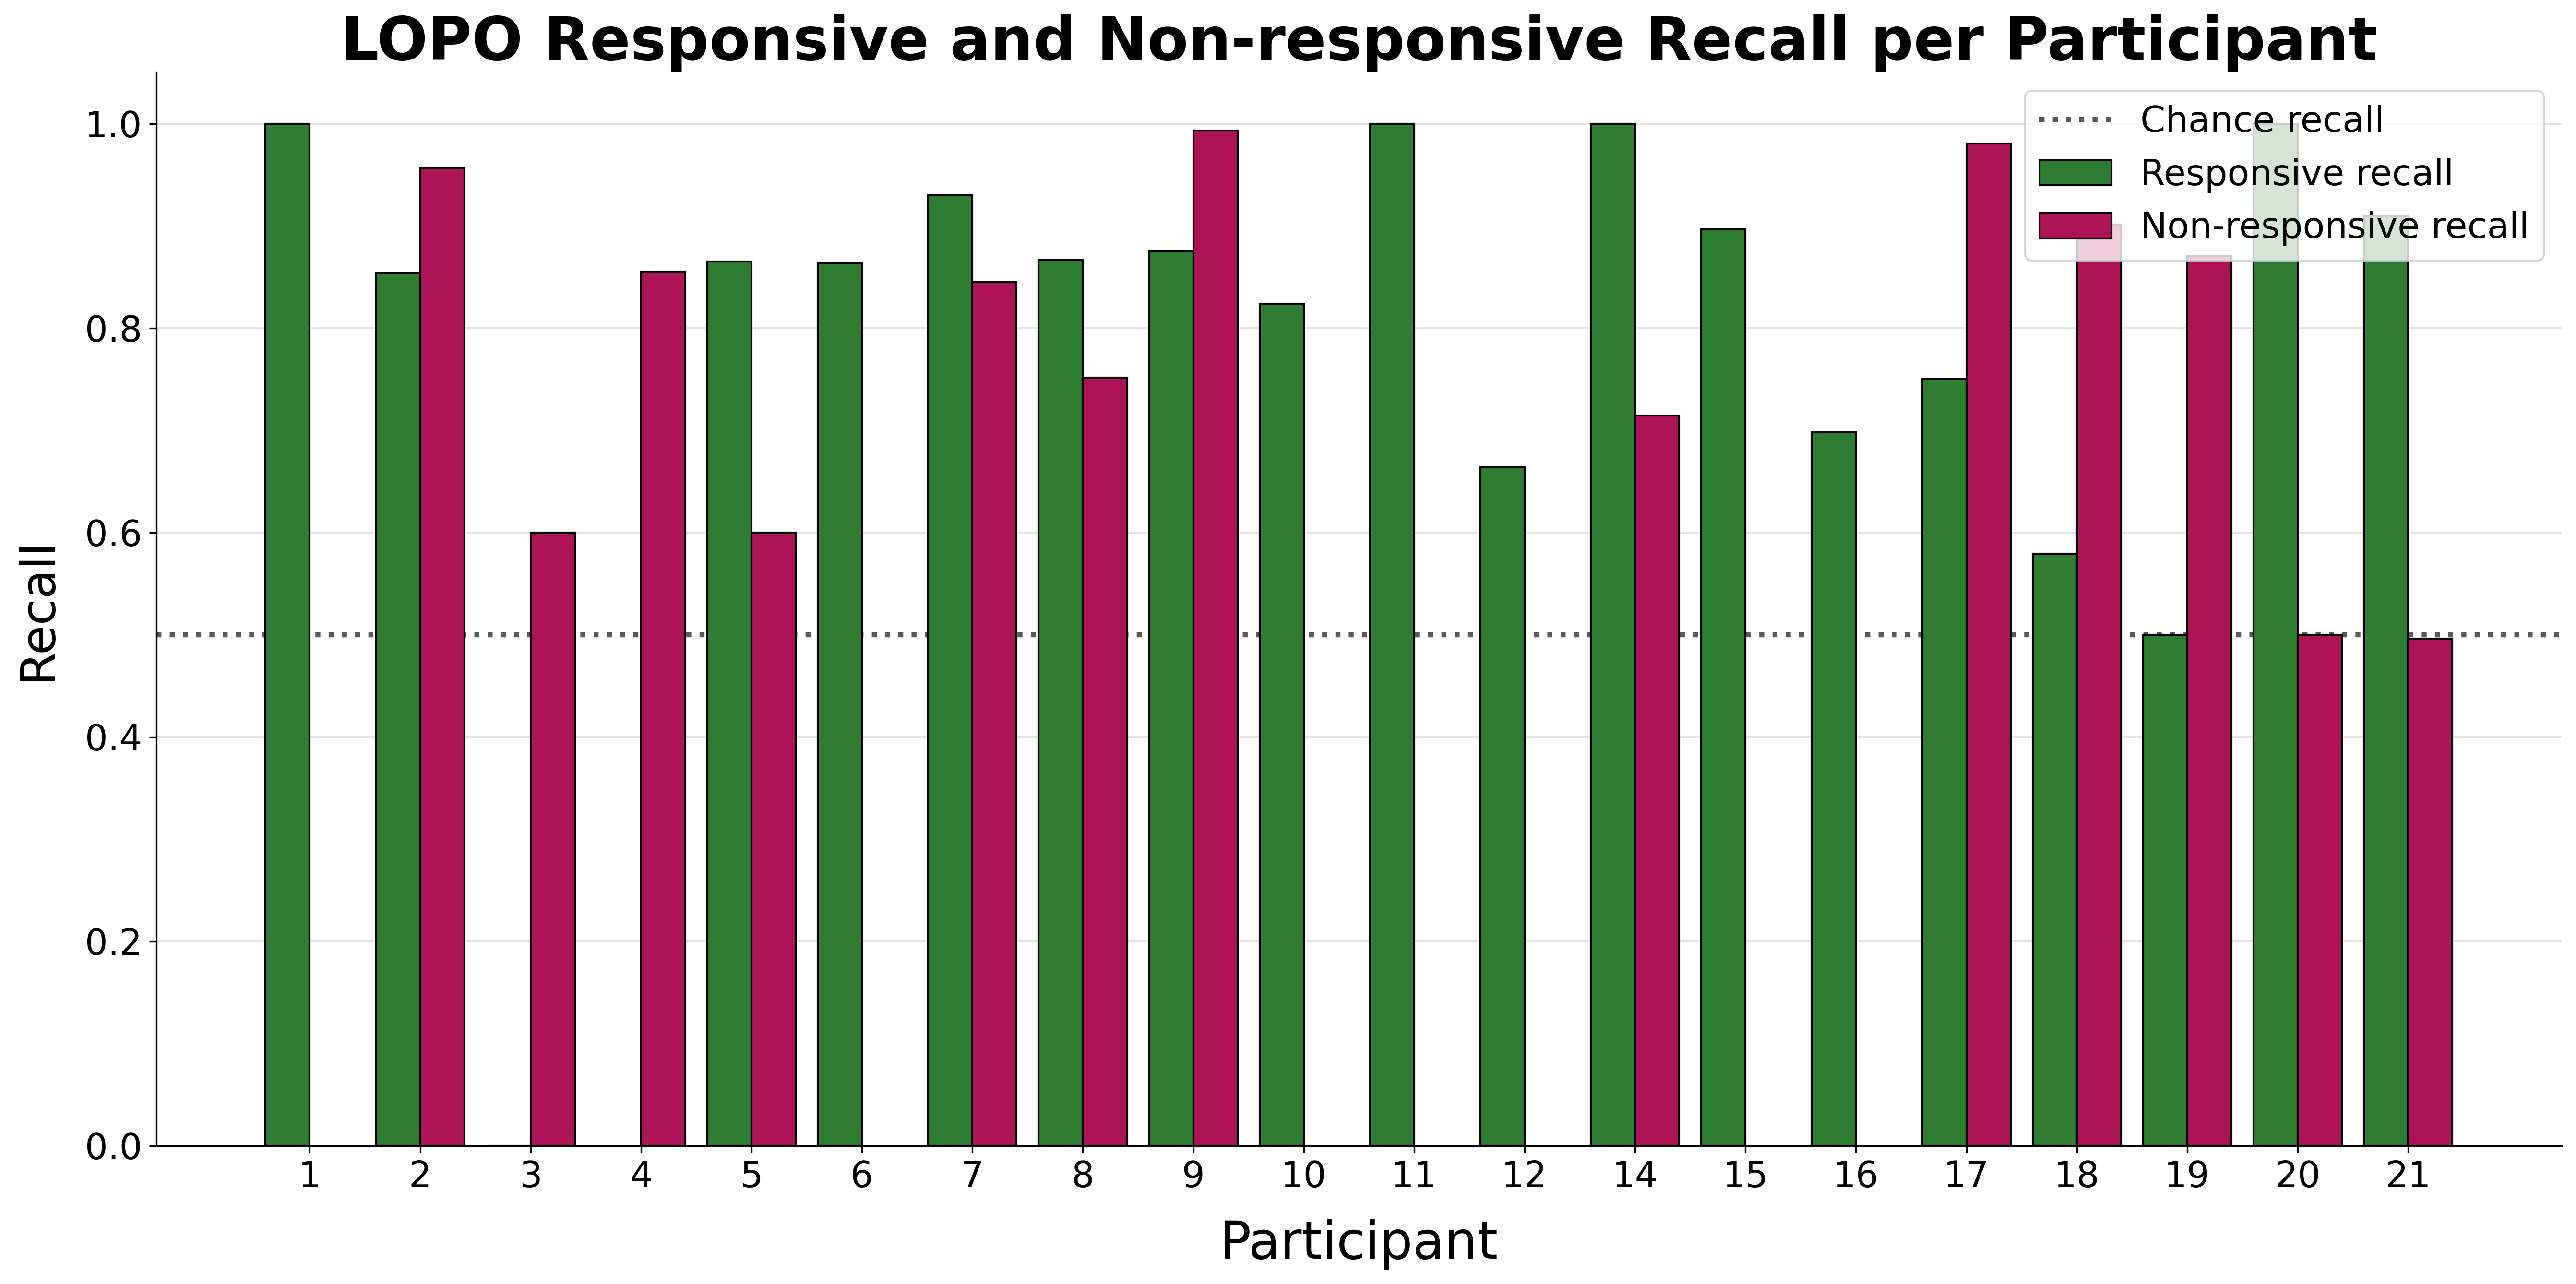 LOPO Responsive and Non-responsive Recall per Participant
Chance recall
Responsive recall
Non-responsive recall
1.0
0.8
0.6
0.4
0.2
0.0
Recall
1 2 3 4 5 6 7 8 9 10 11 12 14 15 16 17 18 19 20 21
Participant